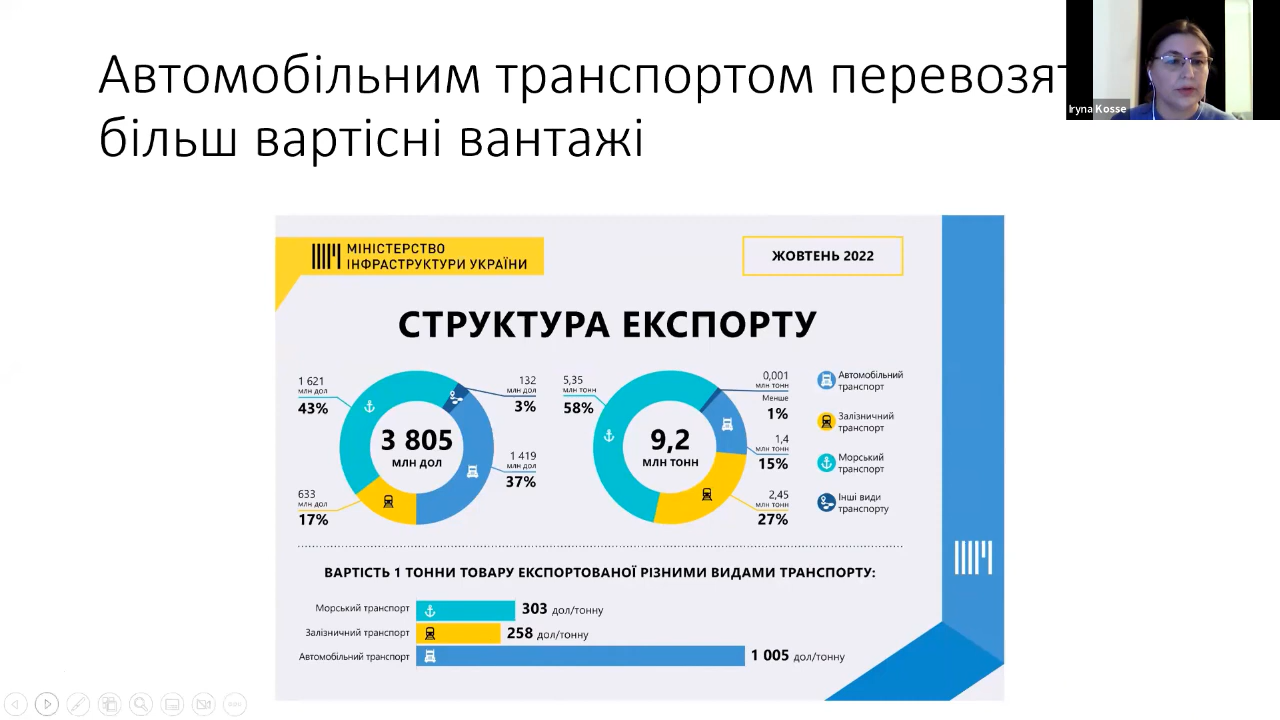 Автомобільним транспортом перевозят
більш вартісні вантажі
Iryna Kosse
МІНІСТЕРСТВО
ІНФРАСТРУКТУРИ УКРАЇНИ
ЖОВТЕНЬ 2022
СТРУКТУРА ЕКСПОРТУ
1 621
млн дол
43%
132
млн дол
3%
3 805
млн дол
1 419
млн дол
37%
633
млн дол
17%
5,35
млн тонн
58%
0,001
млн тонн
Менше
1%
9,2
млн тонн
1,4
млн тонн
15%
2,45
млн тонн
27%
Автомобільний
транспорт
Залізничний
транспорт
Морський
транспорт
Інші види
транспорту
ВАРТІСТЬ 1 ТОННИ ТОВАРУ ЕКСПОРТОВАНОЇ РІЗНИМИ ВИДАМИ ТРАНСПОРТУ:
Морський транспорт 303 дол/тонну
Залізничний транспорт 258 дол/тонну
Автомобільний транспорт 1 005 дол/тонну